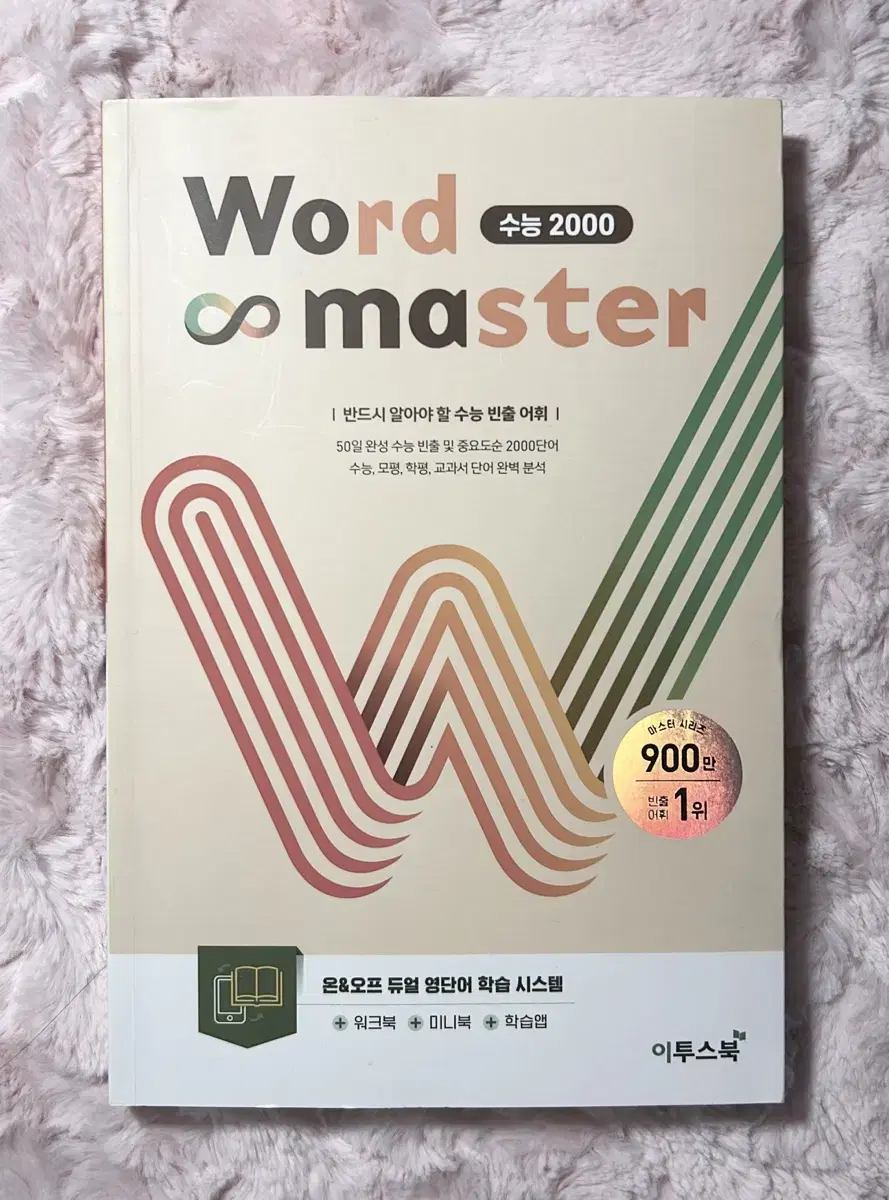 Word 수능 2000
master
| 반드시 알아야 할 수능 빈출 어휘 |
50일 완성 수능 빈출 및 중요도순 2000단어
수능, 모평, 학평, 교과서 단어 완벽 분석
마스터 시리즈
900만
빈출 어휘 1위
온&오프 듀얼 영단어 학습 시스템
+ 워크북 + 미니북 + 학습앱
이투스북